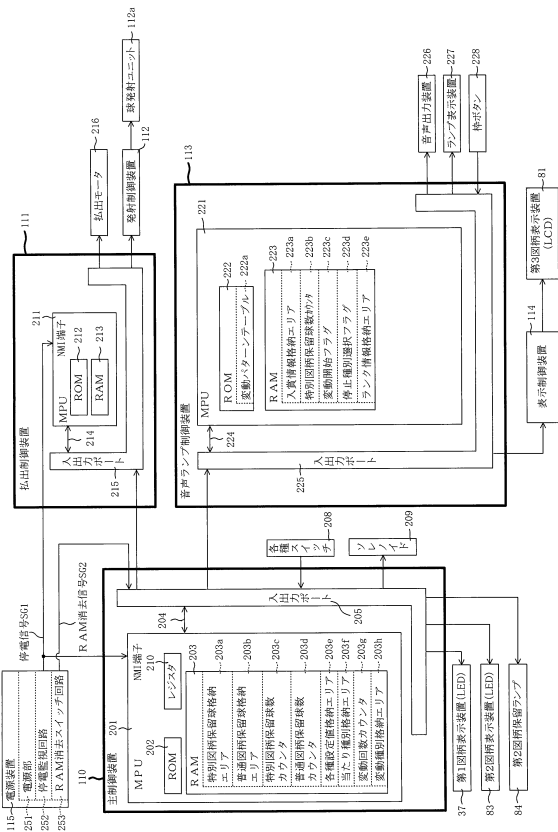 115
電源装置
251
電源部
252
停電監視回路
253
RAM消去スイッチ回路
停電信号SG1
RAM消去信号SG2
110
主制御装置
201
MPU
202
ROM
NMI端子
210
レジスタ
203
RAM
特別図柄保留球格納エリア
203a
普通図柄保留球格納エリア
203b
特別図柄保留球数カウンタ
203c
普通図柄保留球数カウンタ
203d
各種設定値格納エリア
203e
当たり種別格納エリア
203f
変動回数カウンタ
203g
変動種別格納エリア
203h
204
入出力ポート
205
各種スイッチ
208
ソレノイド
209
37
第1図柄表示装置(LED)
83
第2図柄表示装置(LED)
84
第2図柄保留ランプ
111
払出制御装置
211
MPU
NMI端子
ROM
212
RAM
213
214
入出力ポート
215
払出モータ
216
発射制御装置
112
球発射ユニット
112a
113
音声ランプ制御装置
221
MPU
ROM
222
変動パターンテーブル
222a
RAM
223
入賞情報格納エリア
223a
特別図柄保留球数カウンタ
223b
変動開始フラグ
223c
停止種別選択フラグ
223d
ランク情報格納エリア
223e
224
入出力ポート
225
音声出力装置
226
ランプ表示装置
227
枠ボタン
228
表示制御装置
114
第3図柄表示装置(LCD)
81